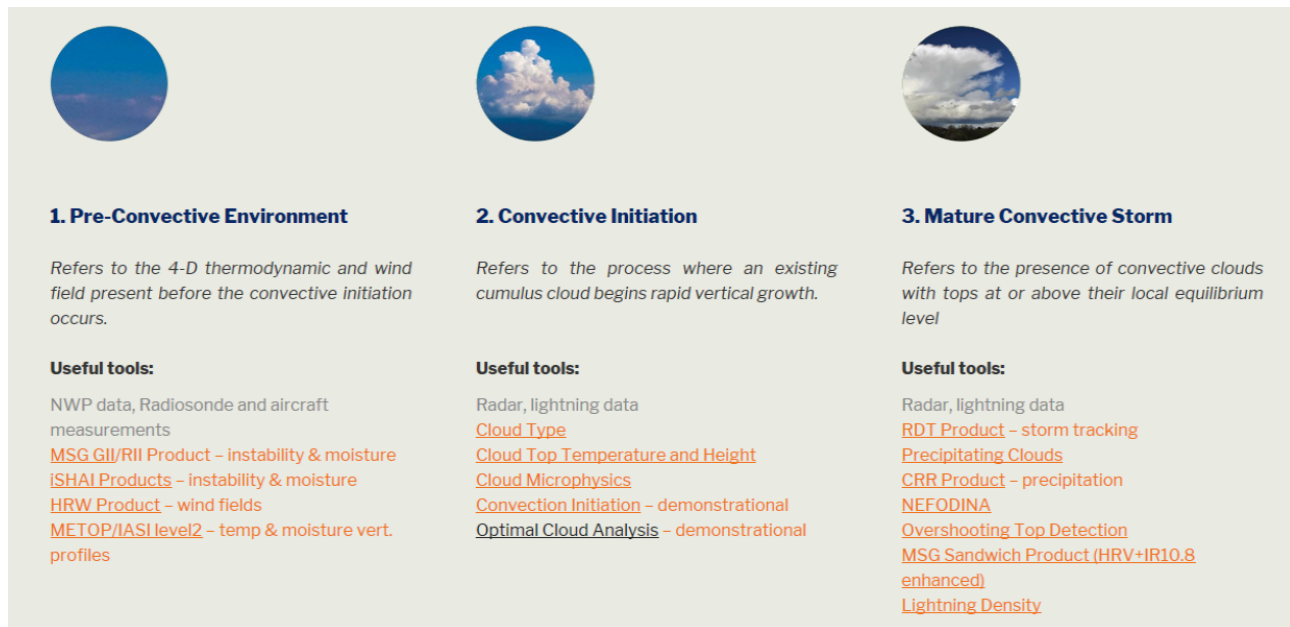 1. Pre-Convective Environment
Refers to the 4-D thermodynamic and wind
field present before the convective initiation
occurs.
Useful tools:
NWP data, Radiosonde and aircraft
measurements
MSG GII/RII Product – instability & moisture
iSHAI Products – instability & moisture
HRW Product – wind fields
METOP/IASI level2 – temp & moisture vert.
profiles
2. Convective Initiation
Refers to the process where an existing
cumulus cloud begins rapid vertical growth.
Useful tools:
Radar, lightning data
Cloud Type
Cloud Top Temperature and Height
Cloud Microphysics
Convection Initiation – demonstrational
Optimal Cloud Analysis – demonstrational
3. Mature Convective Storm
Refers to the presence of convective clouds
with tops at or above their local equilibrium
level
Useful tools:
Radar, lightning data
RDT Product – storm tracking
Precipitating Clouds
CRR Product – precipitation
NEFODINA
Overshooting Top Detection
MSG Sandwich Product (HRV+IR10.8
enhanced)
Lightning Density